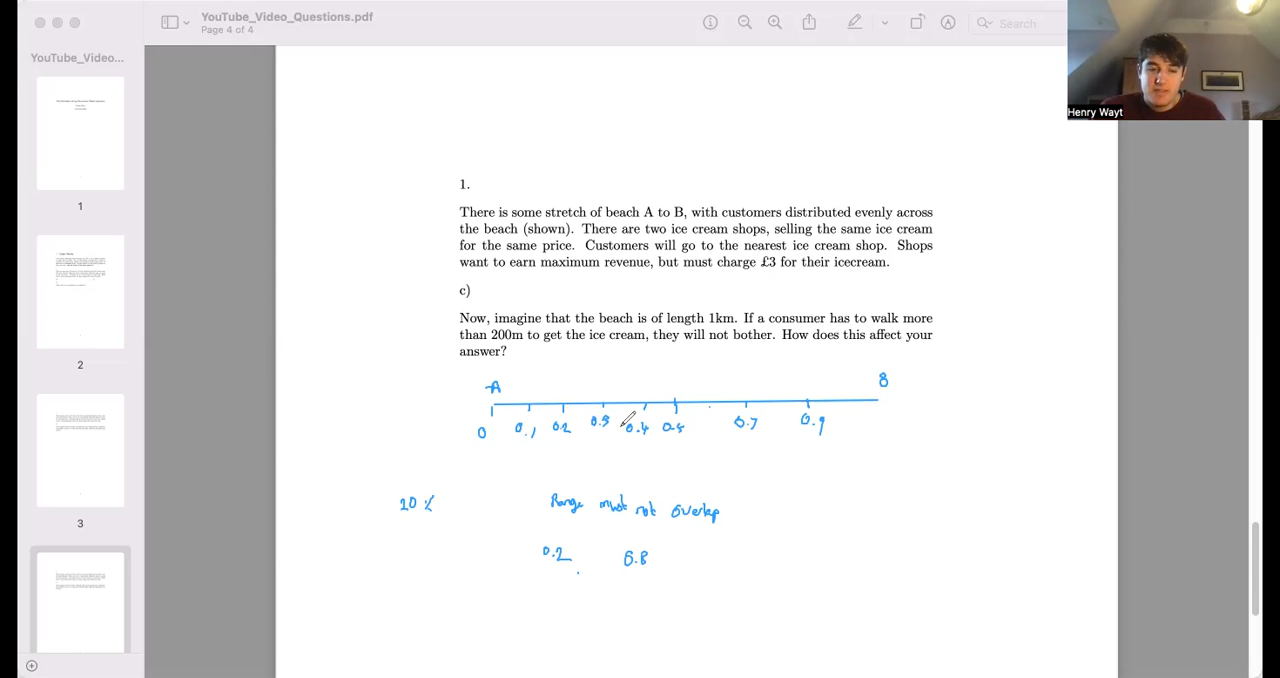 YouTube_Video_Questions.pdf
Page 4 of 4
Search
YouTube_Video...
1
2
3
Henry Wayt
1.
There is some stretch of beach A to B, with customers distributed evenly across
the beach (shown). There are two ice cream shops, selling the same ice cream
for the same price. Customers will go to the nearest ice cream shop. Shops
want to earn maximum revenue, but must charge £3 for their icecream.
c)
Now, imagine that the beach is of length 1km. If a consumer has to walk more
than 200m to get the ice cream, they will not bother. How does this affect your
answer?
A B
0 0.1 0.2 0.3 0.4 0.5 0.7 0.9
20% Range must not overlap
0.2 0.8